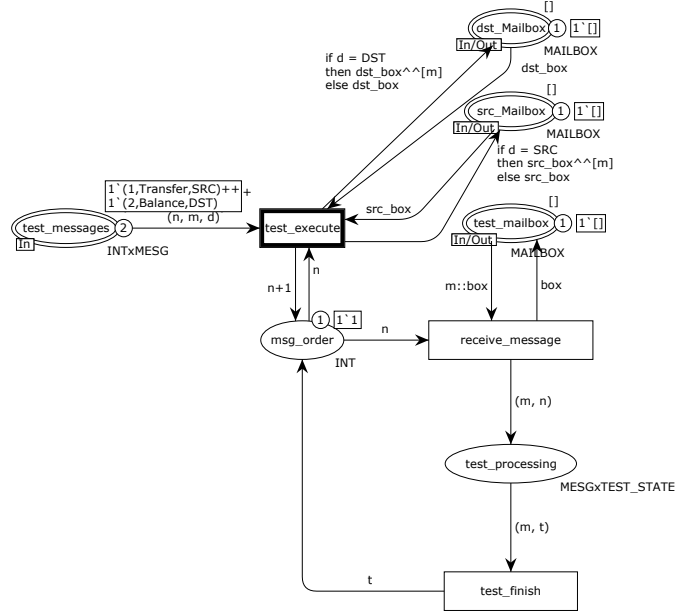 []
dst_Mailbox
1
1`[]
In/Out
MAILBOX
if d = DST
then dst_box^^[m]
else dst_box
dst_box
[]
src_Mailbox
1
1`[]
In/Out
MAILBOX
if d = SRC
then src_box^^[m]
else src_box
1`(1,Transfer,SRC)++
1`(2,Balance,DST)
+
test_messages
2
In
(n, m, d)
INTxMESG
test_execute
src_box
[]
test_mailbox
1
1`[]
In/Out
MAILBOX
n
n+1
m::box
box
1
1`1
msg_order
INT
n
receive_message
(m, n)
test_processing
MESGxTEST_STATE
(m, t)
t
test_finish